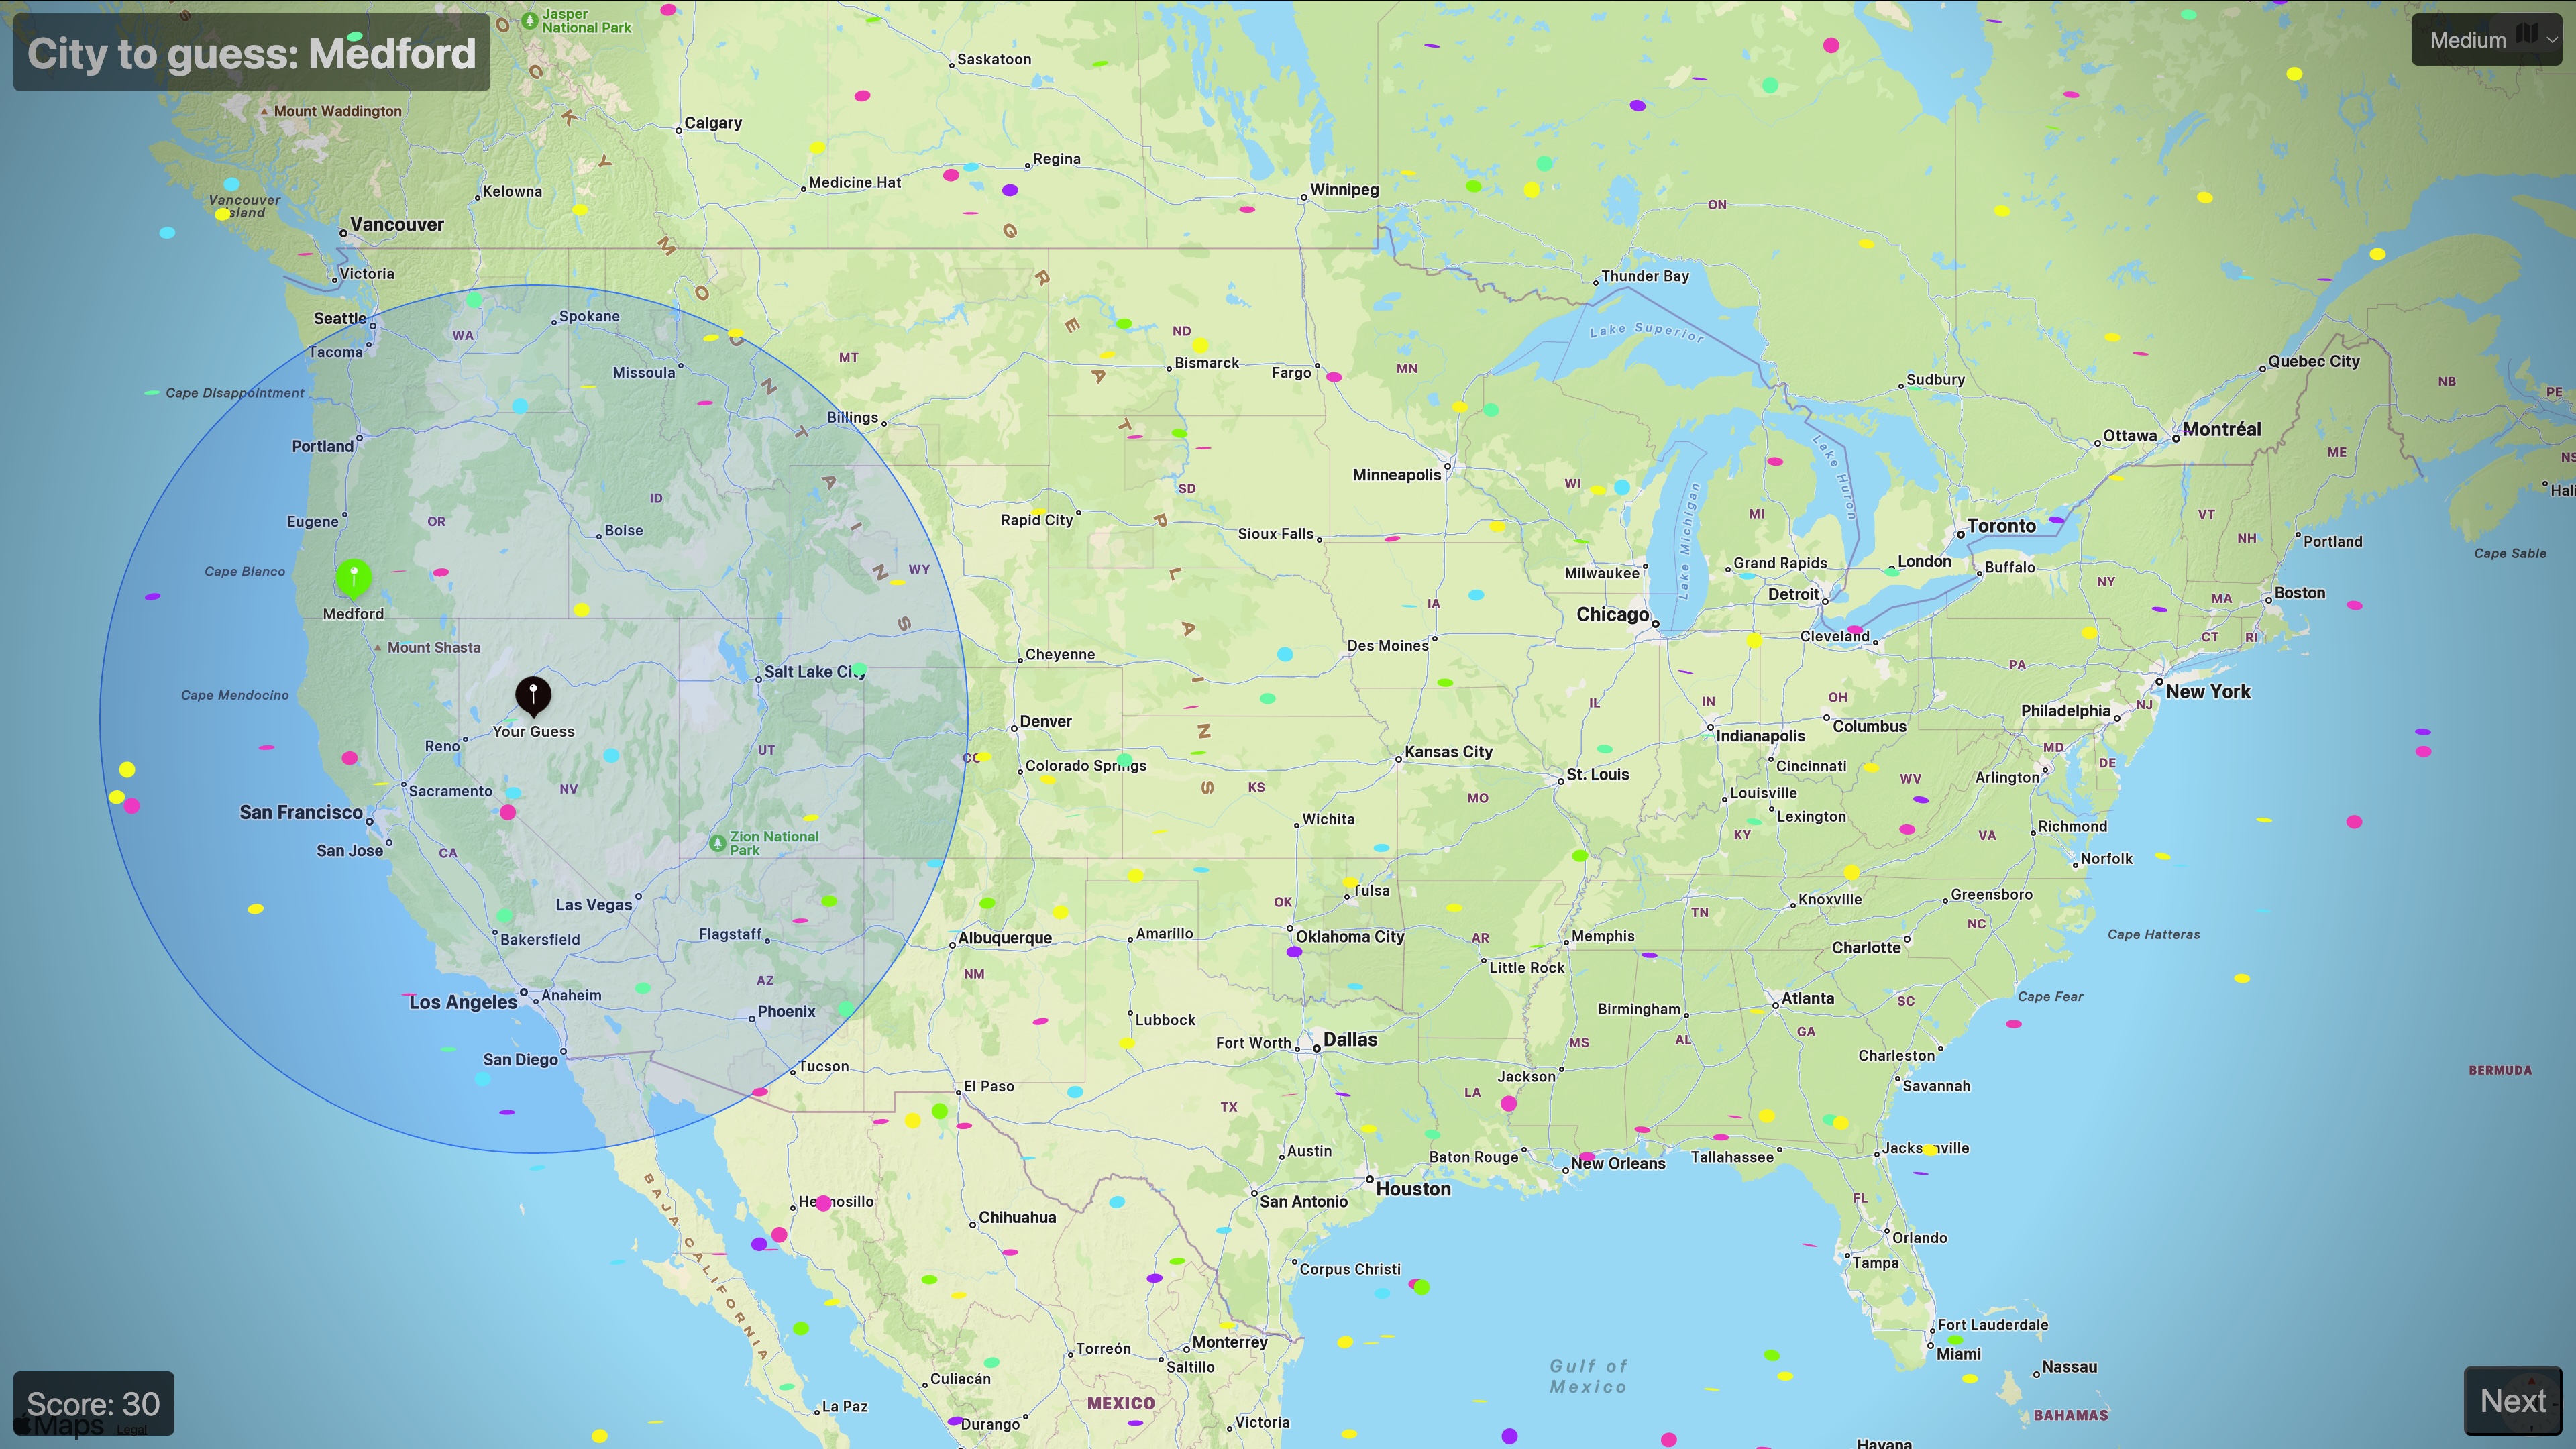 City to guess: Medford
Medium
Jasper
National Park
Saskatoon
Mount Waddington
Calgary
Regina
Medicine Hat
Winnipeg
Kelowna
Vancouver
Island
Vancouver
ON
Victoria
Thunder Bay
Seattle
Spokane
WA
ND
Lake Superior
Tacoma
MT
Bismarck
Fargo
MN
Missoula
Quebec City
Sudbury
NB
PE
Cape Disappointment
Billings
Portland
Montréal
Ottawa
ME
NS
Lake Huron
Minneapolis
WI
SD
Lake Michigan
ID
Hali
MI
VT
OR
Eugene
Boise
Rapid City
Sioux Falls
Toronto
NH
Portland
Cape Sable
Cape Blanco
WY
Milwaukee
Grand Rapids
London
Buffalo
NY
Medford
IA
Chicago
Detroit
MA
Boston
Cleveland
CT
RI
Mount Shasta
Cheyenne
Des Moines
PA
Salt Lake City
Cape Mendocino
IL
IN
OH
NJ
New York
Your Guess
Denver
Philadelphia
Columbus
Reno
UT
CO
Colorado Springs
Kansas City
Indianapolis
MD
DE
Cincinnati
St. Louis
WV
Arlington
Sacramento
NV
KS
MO
Louisville
San Francisco
Lexington
Wichita
Richmond
KY
VA
Zion National
Park
San Jose
CA
Norfolk
Tulsa
Las Vegas
OK
Knoxville
Greensboro
TN
NC
Flagstaff
Bakersfield
Albuquerque
Amarillo
Oklahoma City
AR
Memphis
Charlotte
Cape Hatteras
NM
AZ
Little Rock
Los Angeles
Anaheim
Phoenix
Lubbock
Birmingham
Atlanta
SC
Cape Fear
GA
Fort Worth
Dallas
MS
AL
San Diego
Tucson
Charleston
BERMUDA
El Paso
Jackson
LA
Savannah
TX
Austin
Baton Rouge
New Orleans
Tallahassee
Jacksonville
Houston
San Antonio
Hermosillo
FL
Chihuahua
Orlando
Tampa
Corpus Christi
ROCKY MOUNTAINS
GREAT PLAINS
BAJA CALIFORNIA
Fort Lauderdale
Monterrey
Torreón
Saltillo
Miami
Gulf of
Mexico
Nassau
Culiacán
MEXICO
La Paz
Durango
Victoria
BAHAMAS
Havana
Score: 30
Maps
Legal
Next